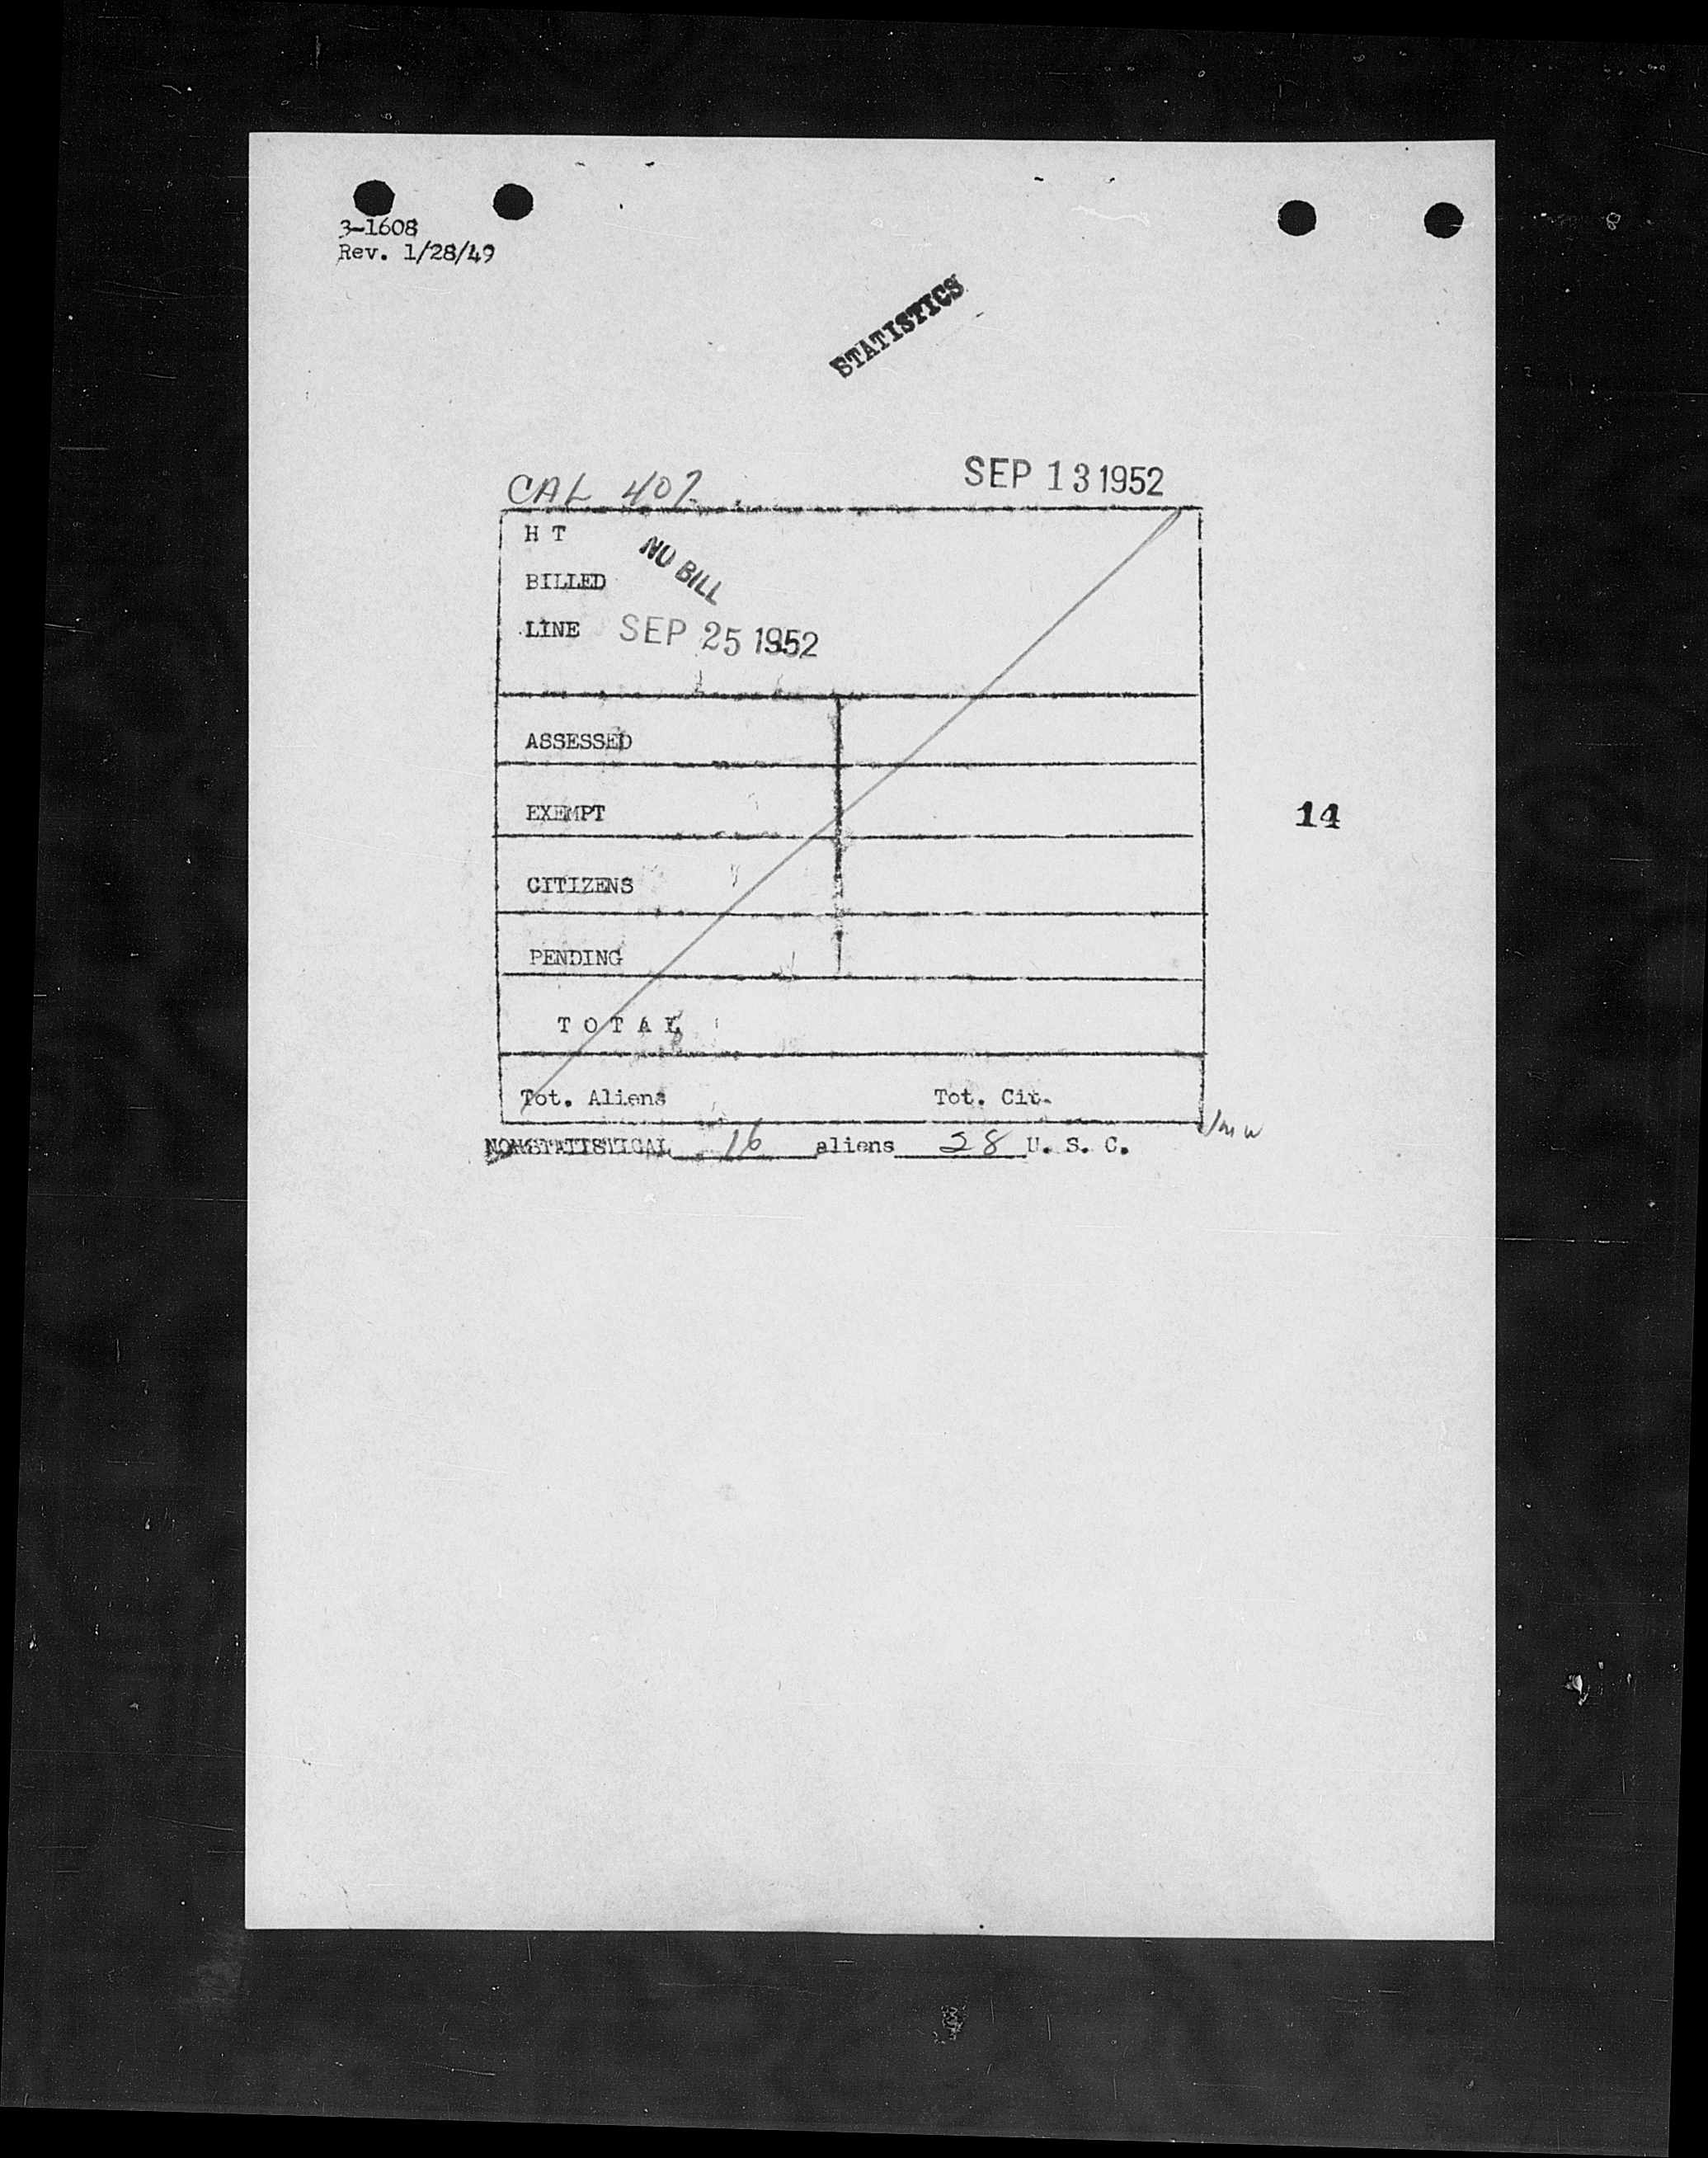 3-1608
Rev. 1/28/49
STATISTICS
CAL 407 SEP 13 1952
H T
NO BILL
BILLED
LINE SEP 25 1952
ASSESSED
EXEMPT
14
CITIZENS
PENDING
T O T A L
Tot. Aliens Tot. Cit.
NONSTATISTICAL 16 aliens 28 U. S. C.